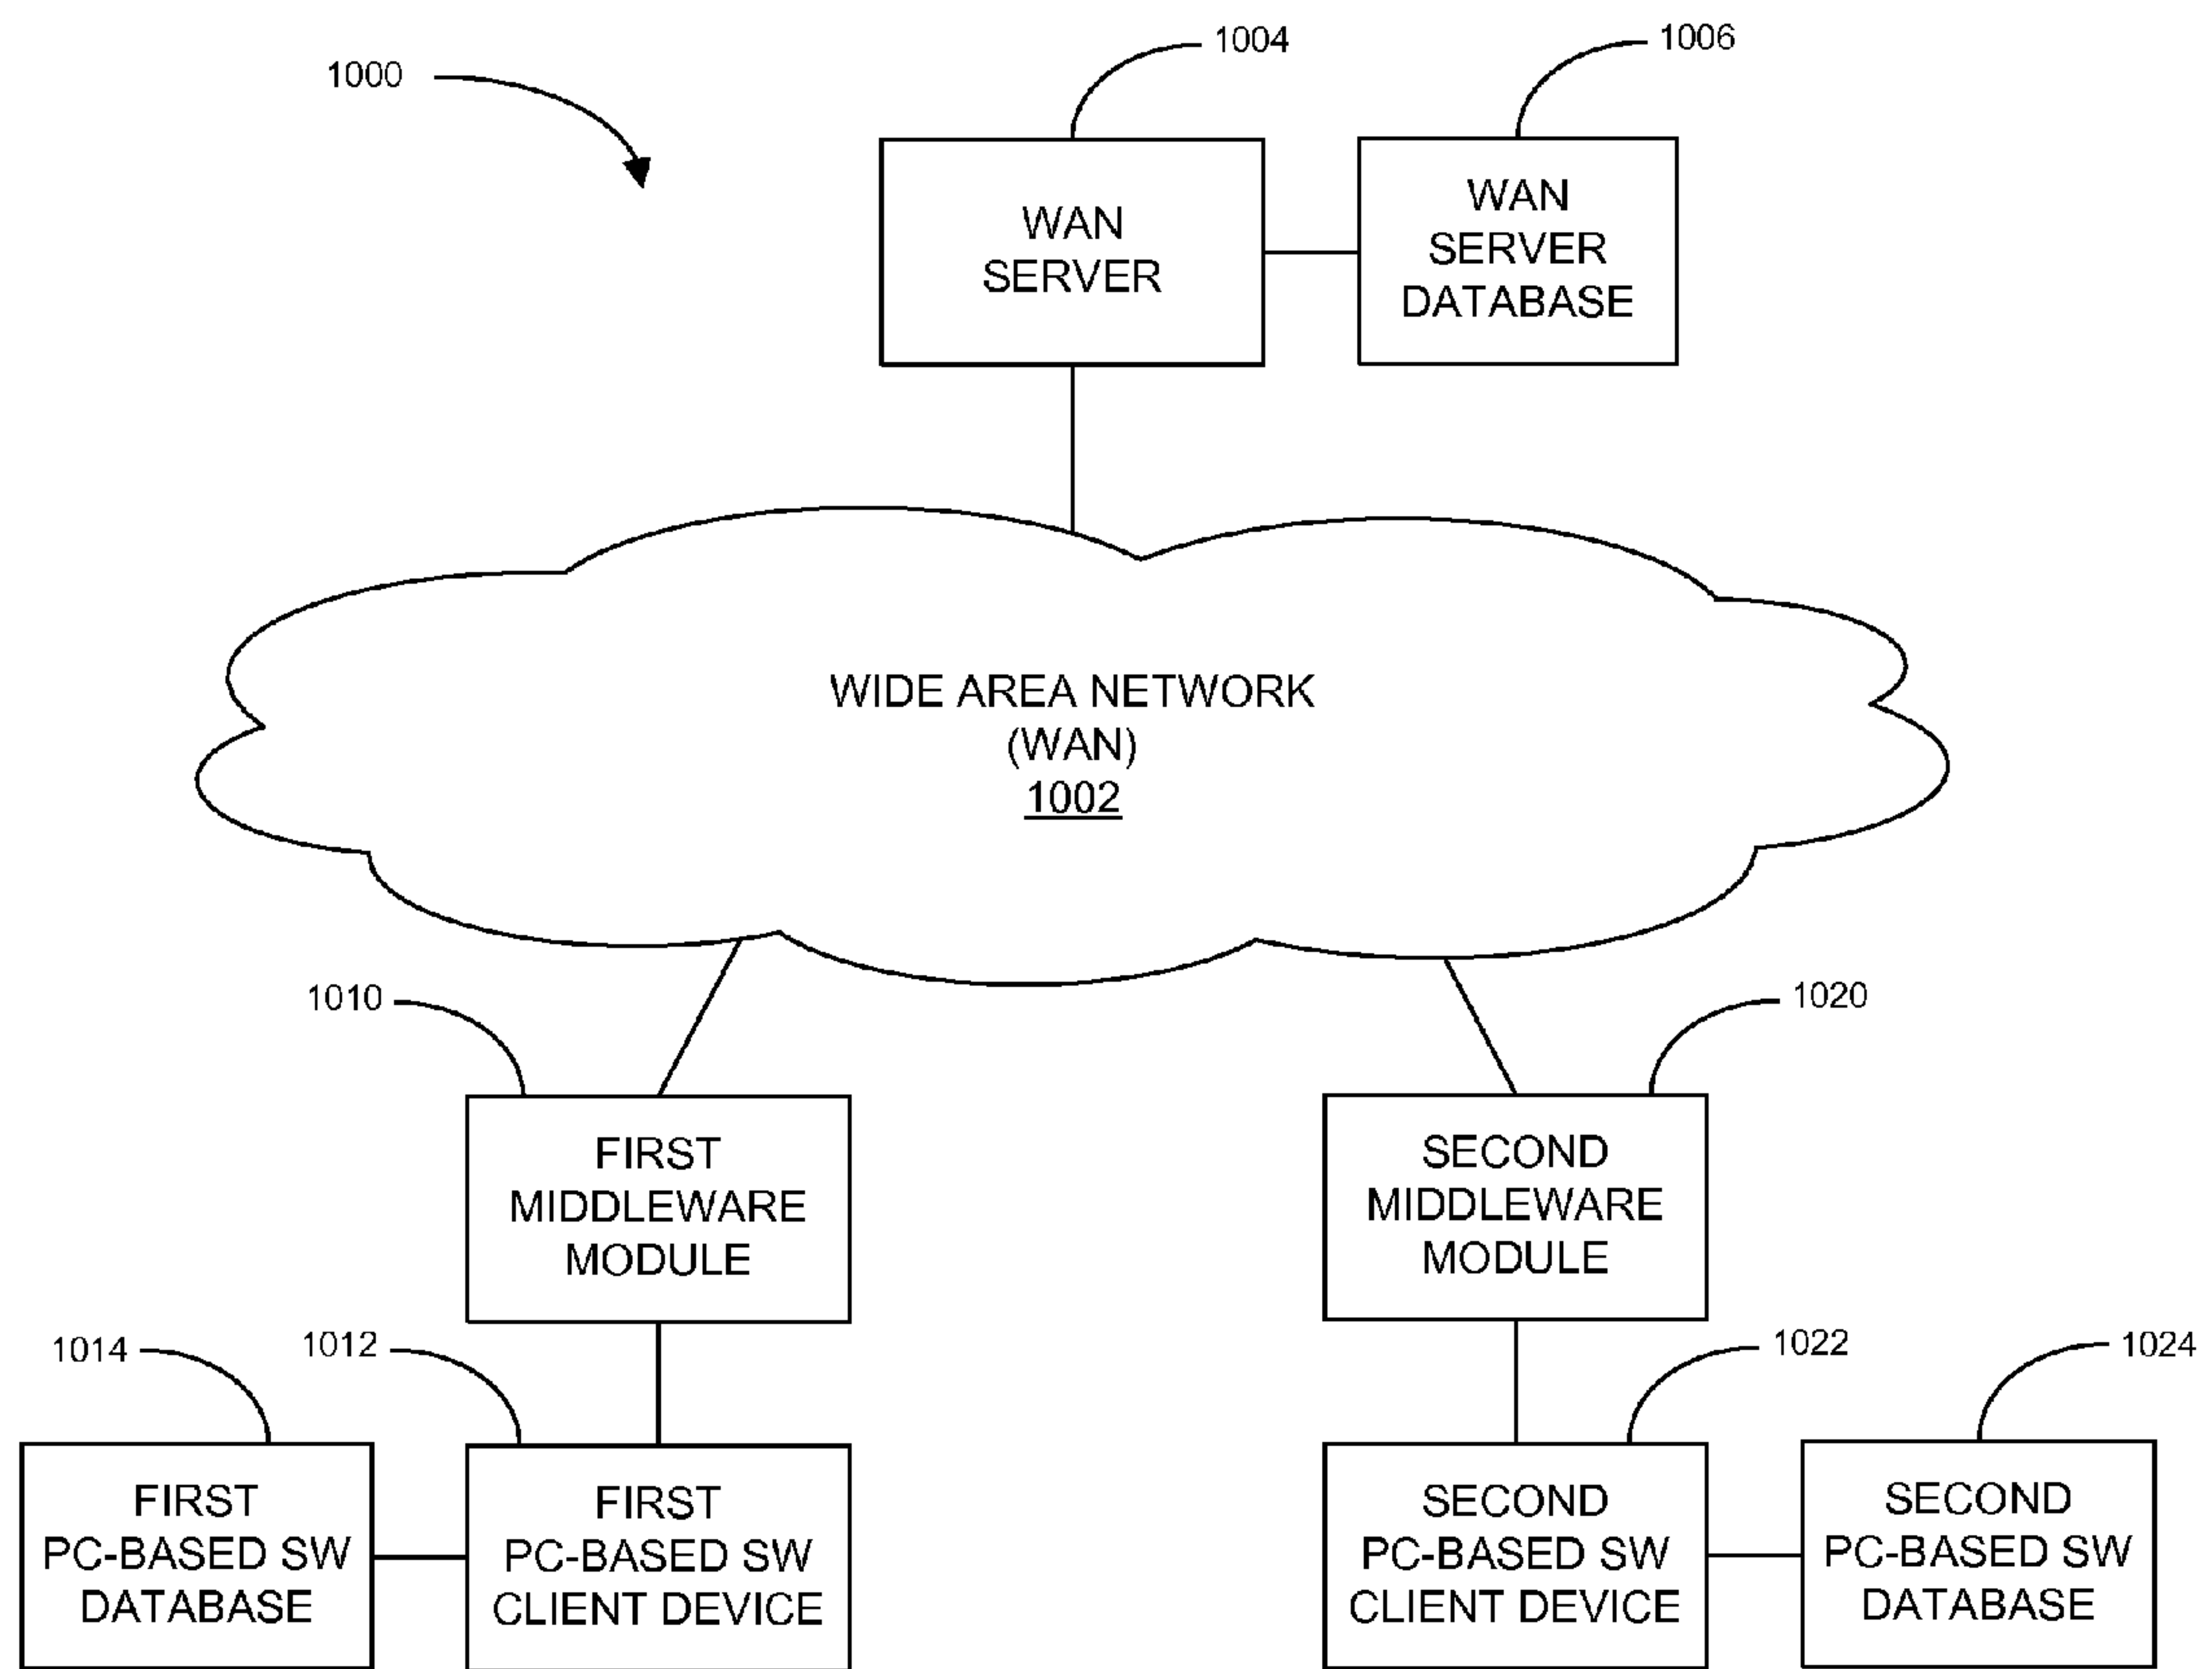 1000
1004
1006
WAN
SERVER
WAN
SERVER
DATABASE
WIDE AREA NETWORK
(WAN)
1002
1010
1020
FIRST
MIDDLEWARE
MODULE
SECOND
MIDDLEWARE
MODULE
1014
1012
1022
1024
FIRST
PC-BASED SW
DATABASE
FIRST
PC-BASED SW
CLIENT DEVICE
SECOND
PC-BASED SW
CLIENT DEVICE
SECOND
PC-BASED SW
DATABASE